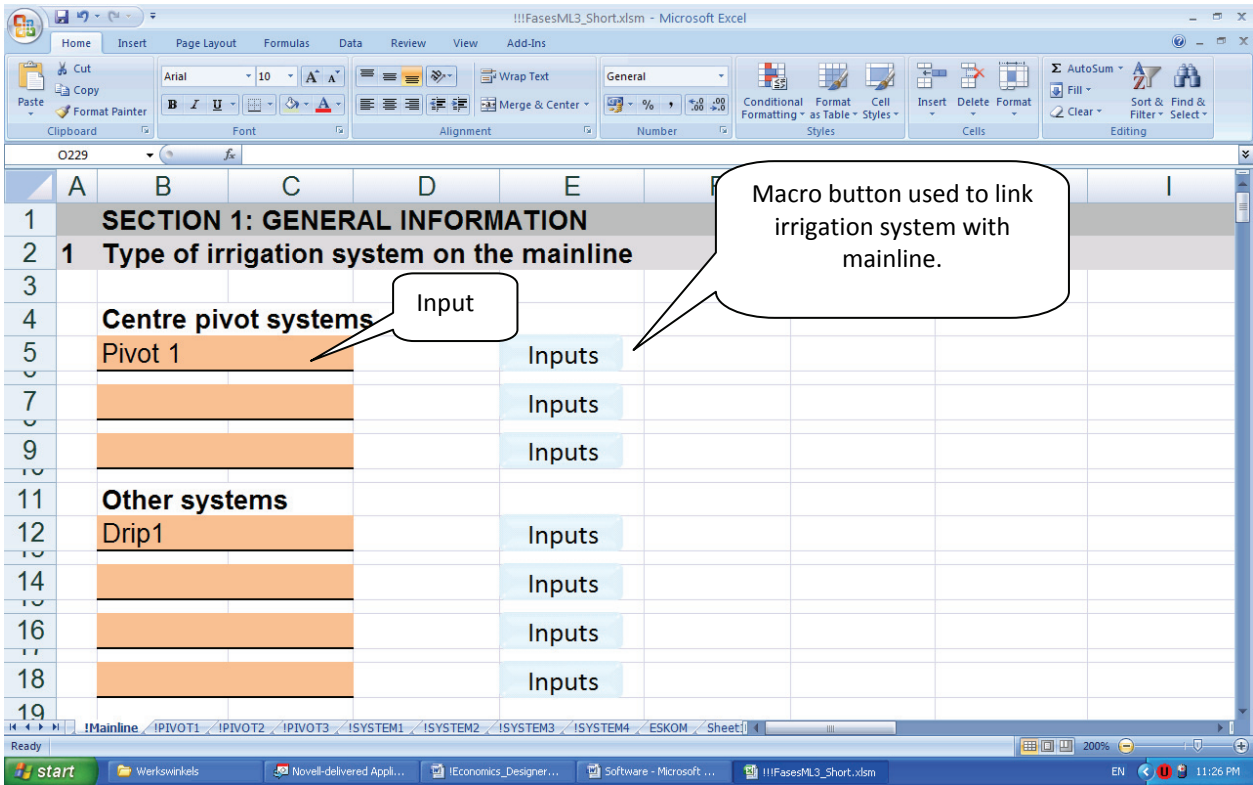 !!!FasesML3_Short.xlsm - Microsoft Excel
Home Insert Page Layout Formulas Data Review View Add-Ins
Paste
Cut
Copy
Format Painter
Clipboard
Arial 10 A A
B I U A
Font
Wrap Text
Merge & Center
Alignment
General
% , .0 .00 .00 .0
Number
Conditional Formatting
Format as Table
Cell Styles
Styles
Insert Delete Format
Cells
Σ AutoSum
Fill
Clear
Sort & Filter
Find & Select
Editing
O229 fx
A B C D E F I
1 SECTION 1: GENERAL INFORMATION
2 1 Type of irrigation system on the mainline
Macro button used to link
irrigation system with
mainline.
3
Input
4 Centre pivot systems
5 Pivot 1 Inputs
7 Inputs
9 Inputs
11 Other systems
12 Drip1 Inputs
14 Inputs
16 Inputs
18 Inputs
19
!Mainline !PIVOT1 !PIVOT2 !PIVOT3 !SYSTEM1 !SYSTEM2 !SYSTEM3 !SYSTEM4 ESKOM
Ready 200%
start Werkswinkels Novell-delivered Appli... !Economics_Designer... Software - Microsoft ... !!!FasesML3_Short.xlsm EN 11:26 PM